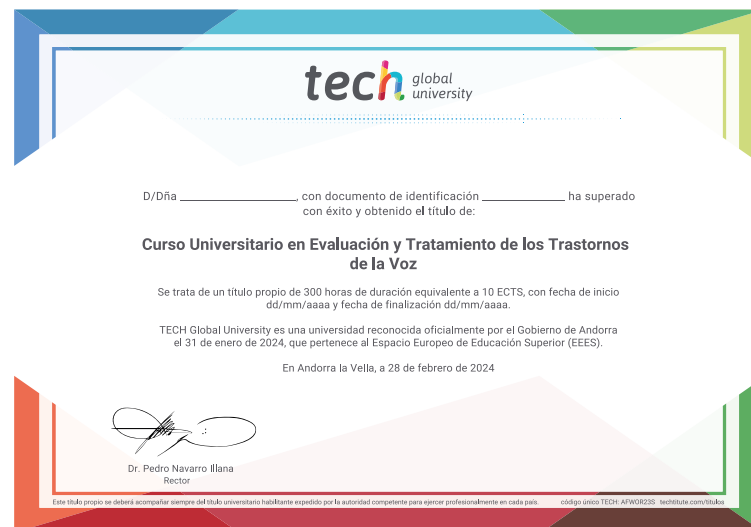 tech global university
D/Dña ____________________, con documento de identificación ______________ ha superado
con éxito y obtenido el título de:
Curso Universitario en Evaluación y Tratamiento de los Trastornos
de la Voz
Se trata de un título propio de 300 horas de duración equivalente a 10 ECTS, con fecha de inicio
dd/mm/aaaa y fecha de finalización dd/mm/aaaa.
TECH Global University es una universidad reconocida oficialmente por el Gobierno de Andorra
el 31 de enero de 2024, que pertenece al Espacio Europeo de Educación Superior (EEES).
En Andorra la Vella, a 28 de febrero de 2024
Dr. Pedro Navarro Illana
Rector
Este título propio se deberá acompañar siempre del título universitario habilitante expedido por la autoridad competente para ejercer profesionalmente en cada país. código único TECH: AFWOR23S techtitute.com/titulos